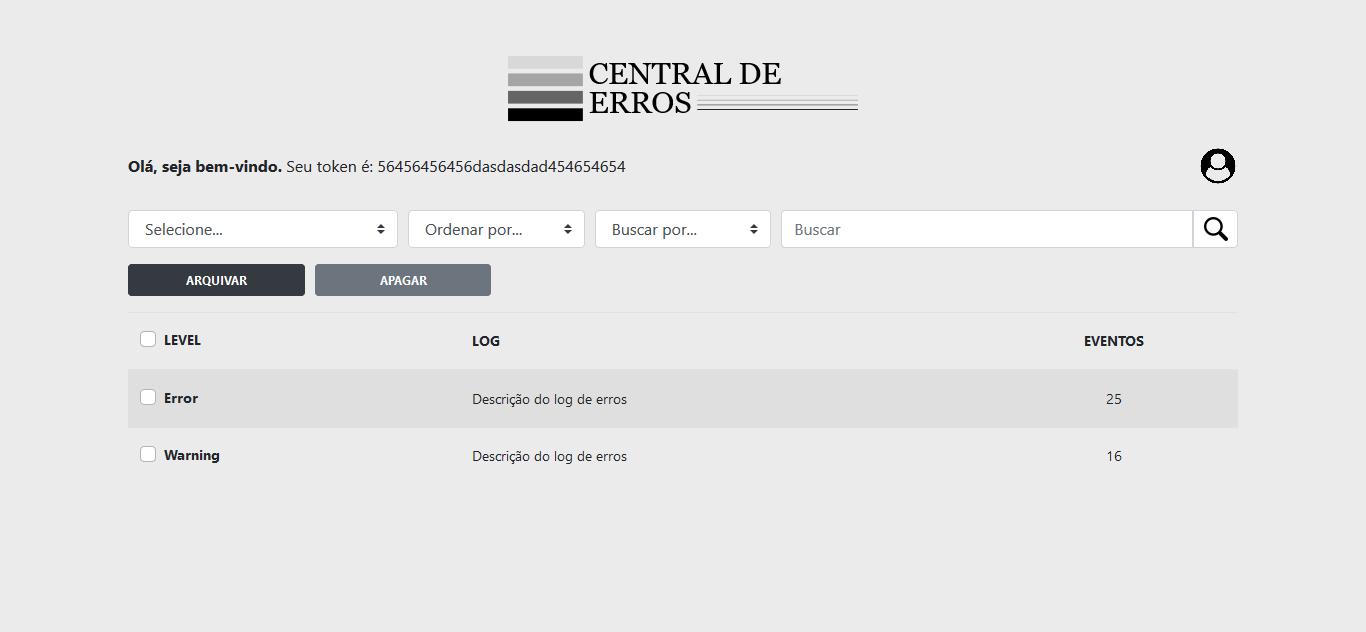 CENTRAL DE
ERROS
Olá, seja bem-vindo. Seu token é: 56456456456dasdasdad454654654
Selecione... Ordenar por... Buscar por... Buscar
ARQUIVAR APAGAR
LEVEL LOG EVENTOS
Error Descrição do log de erros 25
Warning Descrição do log de erros 16